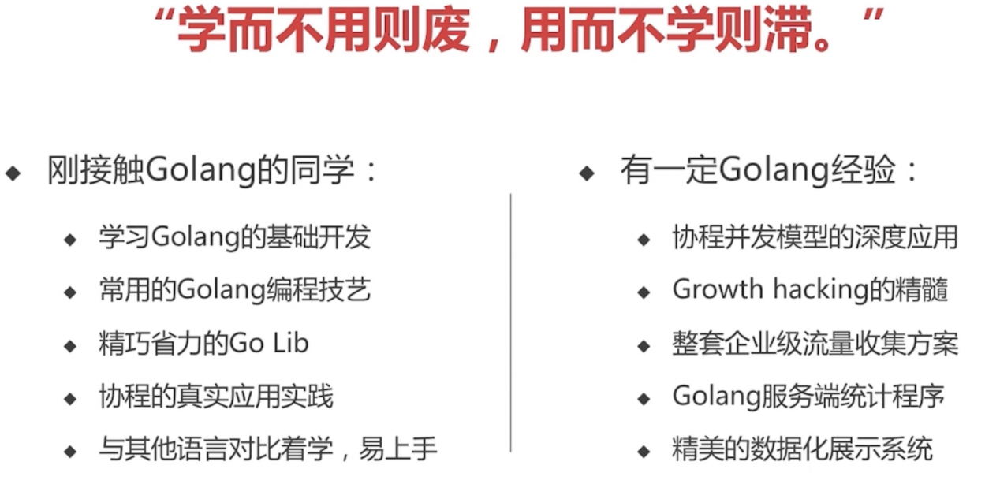 “学而不用则废，用而不学则滞。”
◆ 刚接触Golang的同学：
◆ 学习Golang的基础开发
◆ 常用的Golang编程技艺
◆ 精巧省力的Go Lib
◆ 协程的真实应用实践
◆ 与其他语言对比着学，易上手
◆ 有一定Golang经验：
◆ 协程并发模型的深度应用
◆ Growth hacking的精髓
◆ 整套企业级流量收集方案
◆ Golang服务端统计程序
◆ 精美的数据化展示系统